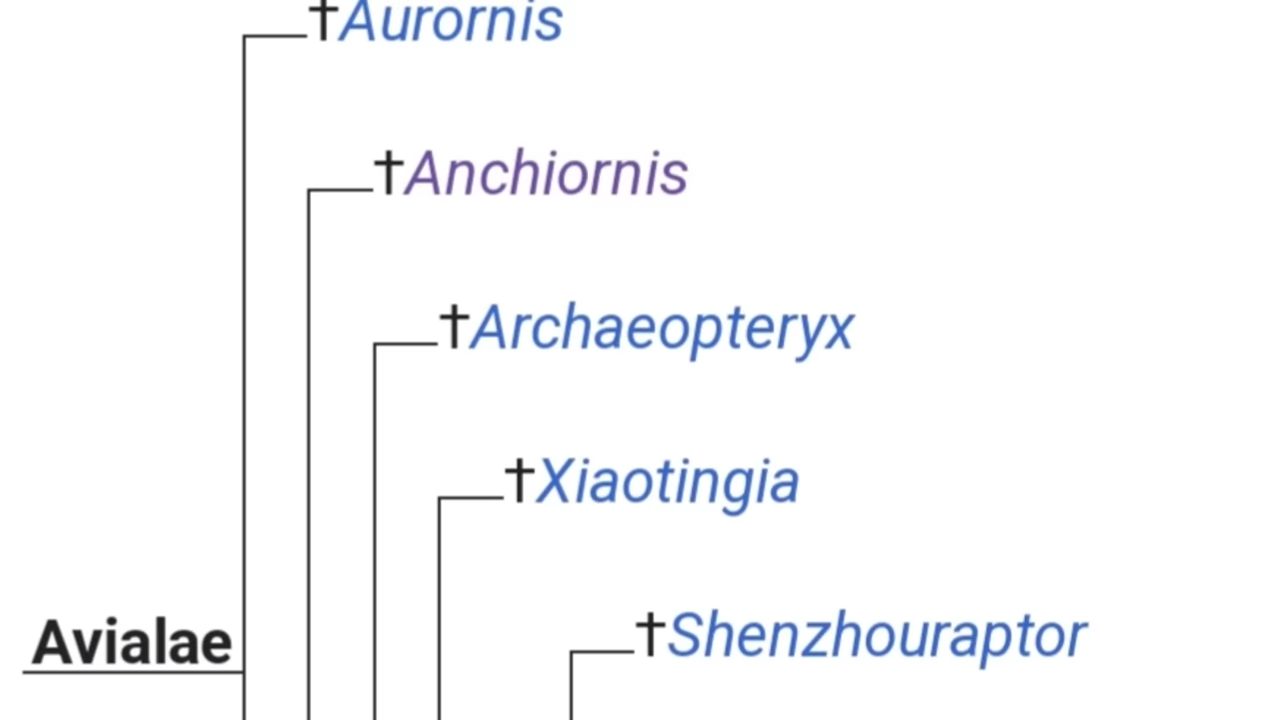 †Aurornis
†Anchiornis
†Archaeopteryx
†Xiaotingia
Avialae
†Shenzhouraptor